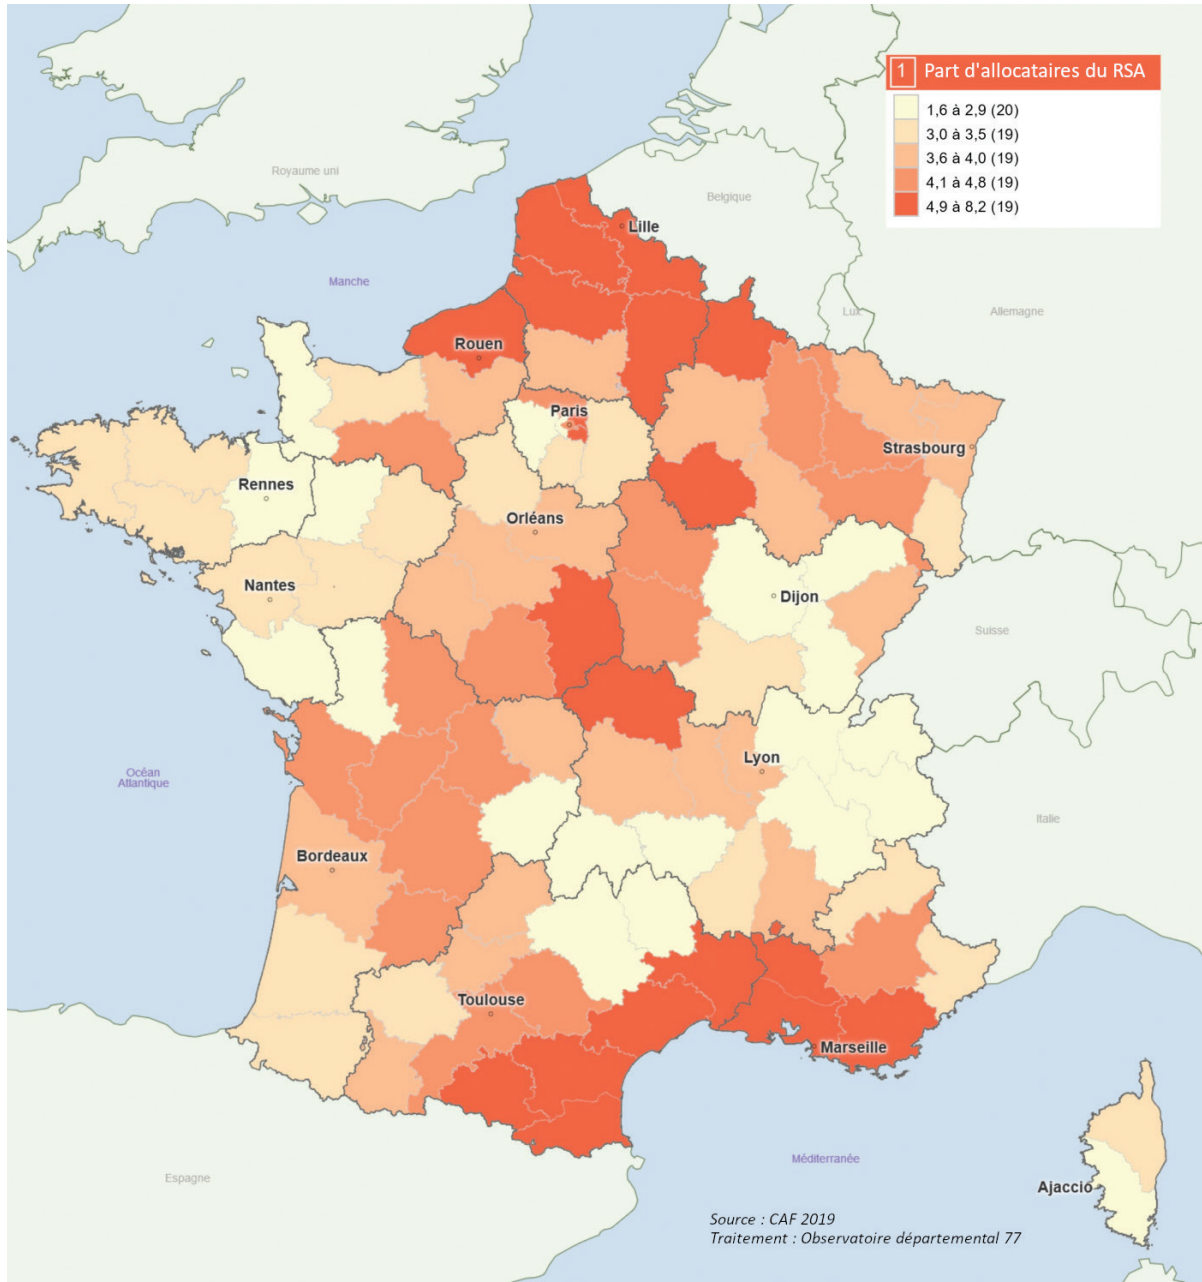 1 Part d'allocataires du RSA
1,6 à 2,9 (20)
3,0 à 3,5 (19)
3,6 à 4,0 (19)
4,1 à 4,8 (19)
4,9 à 8,2 (19)
Royaume uni
Belgique
Lille
Manche
Lux
Allemagne
Rouen
Paris
Strasbourg
Rennes
Orléans
Nantes
Dijon
Suisse
Lyon
Océan
Atlantique
Italie
Bordeaux
Toulouse
Marseille
Méditerranée
Espagne
Ajaccio
Source : CAF 2019
Traitement : Observatoire départemental 77